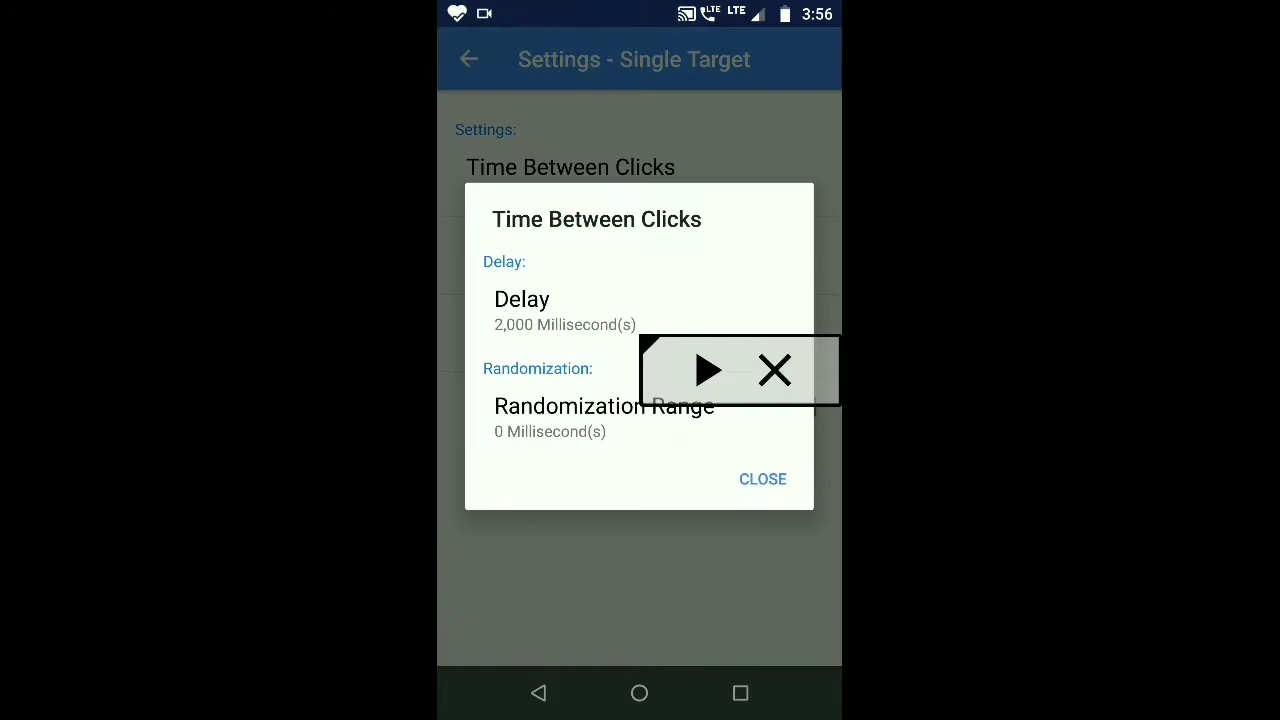 LTE LTE 3:56
Settings - Single Target
Settings:
Time Between Clicks
Time Between Clicks
Delay:
Delay
2,000 Millisecond(s)
Randomization:
Randomization Range
0 Millisecond(s)
CLOSE